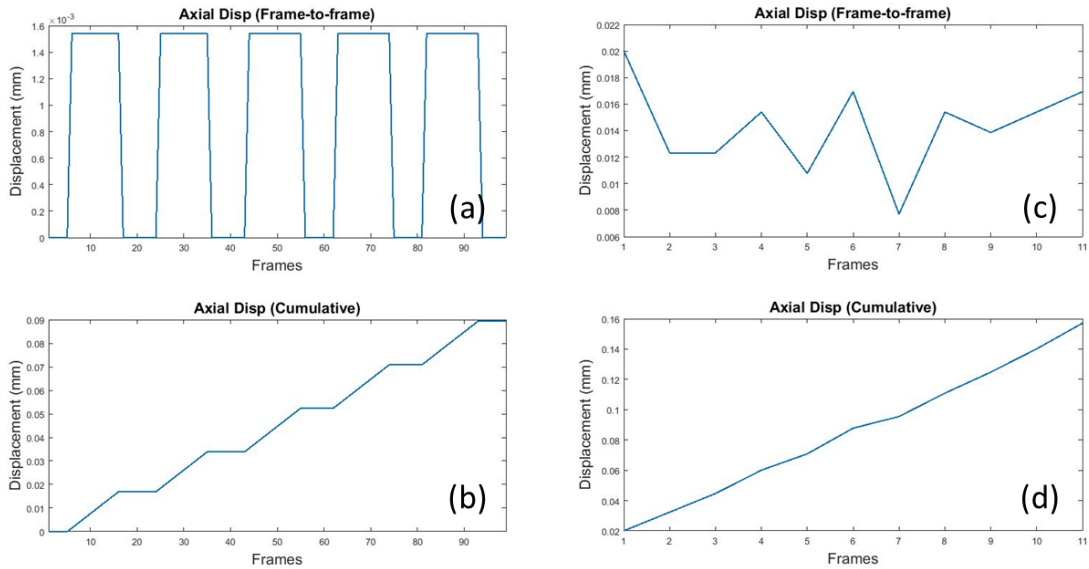 Axial Disp (Frame-to-frame)
×10⁻³
1.6
1.4
1.2
1
0.8
0.6
0.4
0.2
0
Displacement (mm)
10 20 30 40 50 60 70 80 90
Frames
(a)
Axial Disp (Frame-to-frame)
0.022
0.02
0.018
0.016
0.014
0.012
0.01
0.008
0.006
Displacement (mm)
1 2 3 4 5 6 7 8 9 10 11
Frames
(c)
Axial Disp (Cumulative)
0.09
0.08
0.07
0.06
0.05
0.04
0.03
0.02
0.01
0
Displacement (mm)
10 20 30 40 50 60 70 80 90
Frames
(b)
Axial Disp (Cumulative)
0.16
0.14
0.12
0.1
0.08
0.06
0.04
0.02
Displacement (mm)
1 2 3 4 5 6 7 8 9 10 11
Frames
(d)